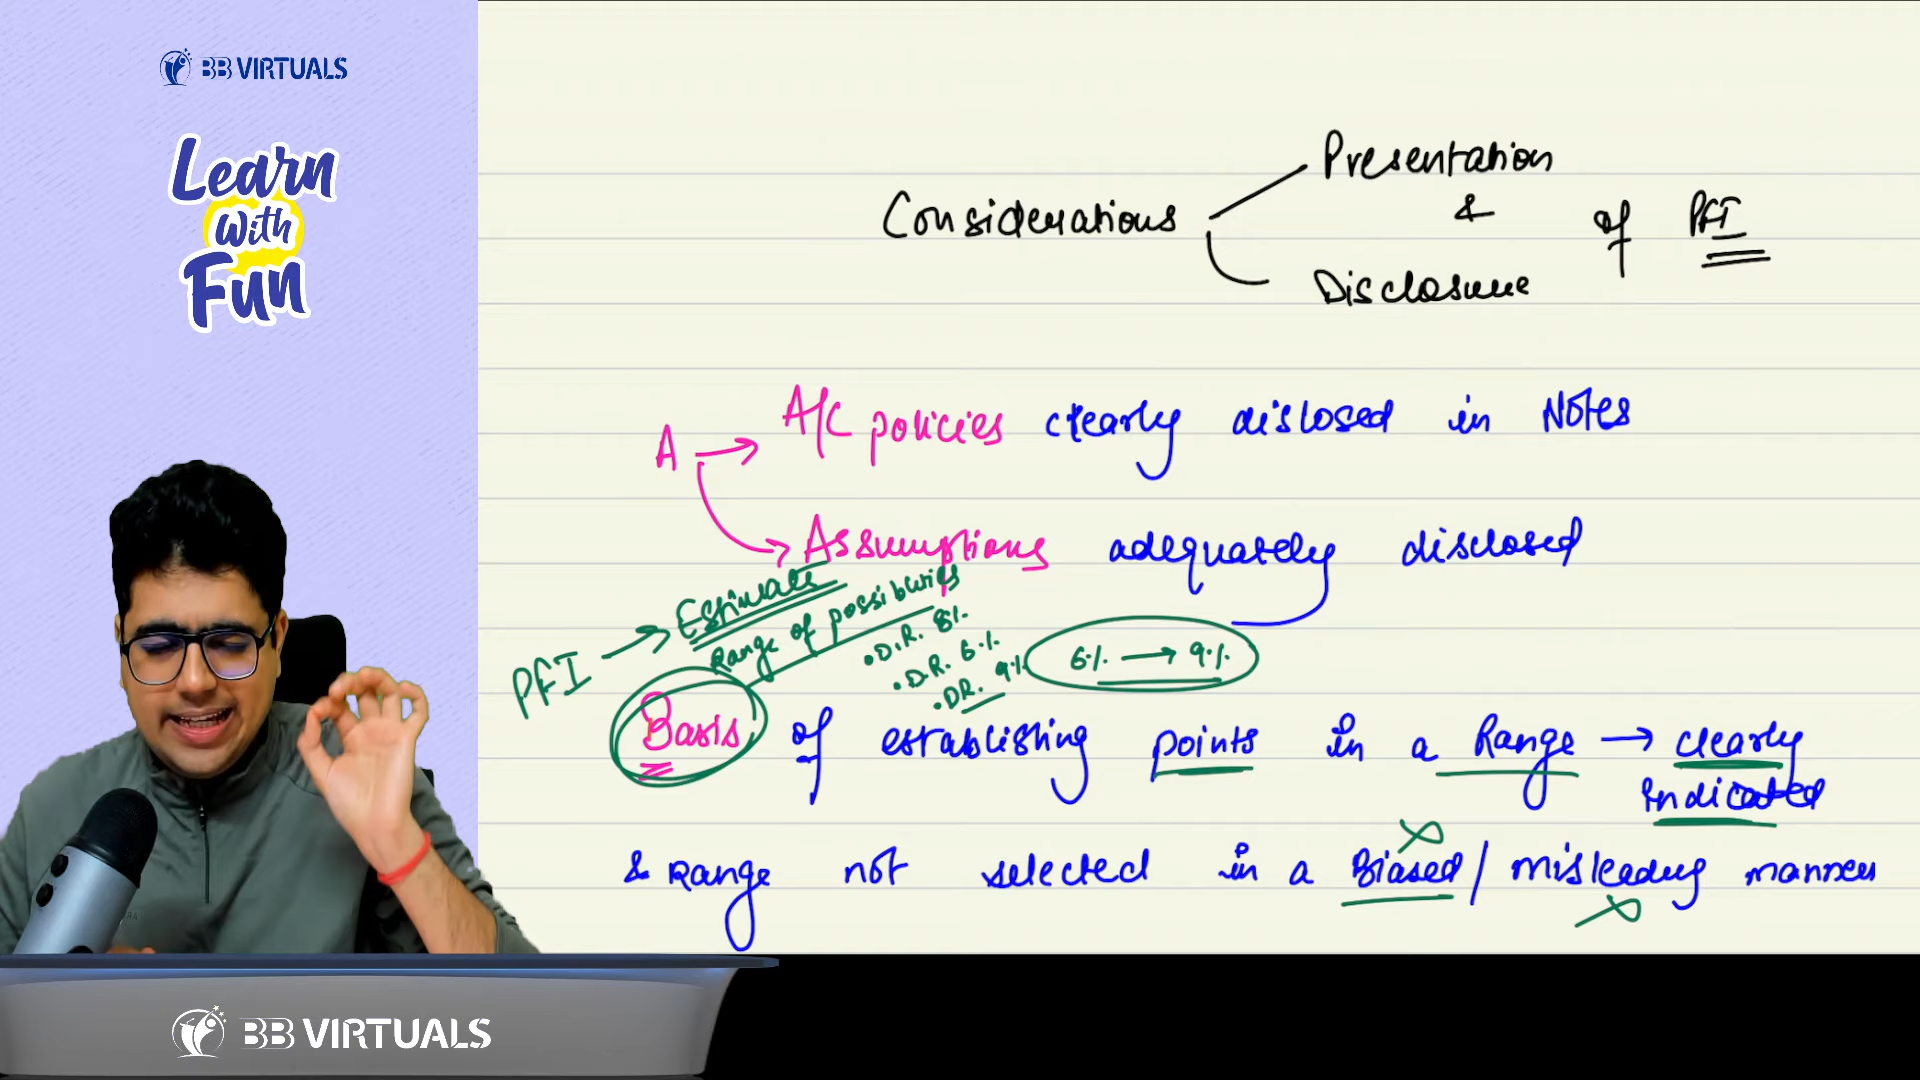 BB VIRTUALS
Learn
With
Fun
Presentation
Considerations & of PFI
Disclosure
A → A/C policies clearly dislosed in Notes
→ Assumptions adequately disclosed
PFI → Estimate
Range of possibilities
•D.R. 8%
•D.R. 6%
•DR. 9%
6% → 9%
Basis of establisting points in a Range → clearly
indicated
& Range not selected in a Biased / misleading manner
BB VIRTUALS